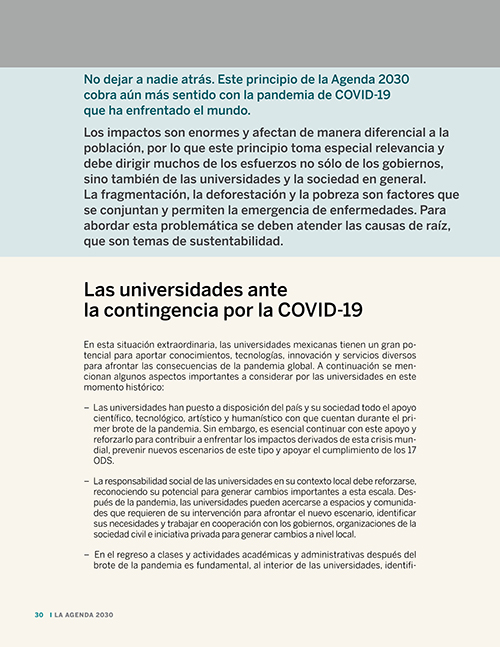 No dejar a nadie atrás. Este principio de la Agenda 2030
cobra aún más sentido con la pandemia de COVID-19
que ha enfrentado el mundo.
Los impactos son enormes y afectan de manera diferencial a la
población, por lo que este principio toma especial relevancia y
debe dirigir muchos de los esfuerzos no sólo de los gobiernos,
sino también de las universidades y la sociedad en general.
La fragmentación, la deforestación y la pobreza son factores que
se conjuntan y permiten la emergencia de enfermedades. Para
abordar esta problemática se deben atender las causas de raíz,
que son temas de sustentabilidad.
Las universidades ante
la contingencia por la COVID-19
En esta situación extraordinaria, las universidades mexicanas tienen un gran po-
tencial para aportar conocimientos, tecnologías, innovación y servicios diversos
para afrontar las consecuencias de la pandemia global. A continuación se men-
cionan algunos aspectos importantes a considerar por las universidades en este
momento histórico:
– Las universidades han puesto a disposición del país y su sociedad todo el apoyo
científico, tecnológico, artístico y humanístico con que cuentan durante el pri-
mer brote de la pandemia. Sin embargo, es esencial continuar con este apoyo y
reforzarlo para contribuir a enfrentar los impactos derivados de esta crisis mun-
dial, prevenir nuevos escenarios de este tipo y apoyar el cumplimiento de los 17
ODS.
– La responsabilidad social de las universidades en su contexto local debe reforzarse,
reconociendo su potencial para generar cambios importantes a esta escala. Des-
pués de la pandemia, las universidades pueden acercarse a espacios y comunida-
des que requieren de su intervención para afrontar el nuevo escenario, identificar
sus necesidades y trabajar en cooperación con los gobiernos, organizaciones de la
sociedad civil e iniciativa privada para generar cambios a nivel local.
– En el regreso a clases y actividades académicas y administrativas después del
brote de la pandemia es fundamental, al interior de las universidades, identifi-
30 | LA AGENDA 2030